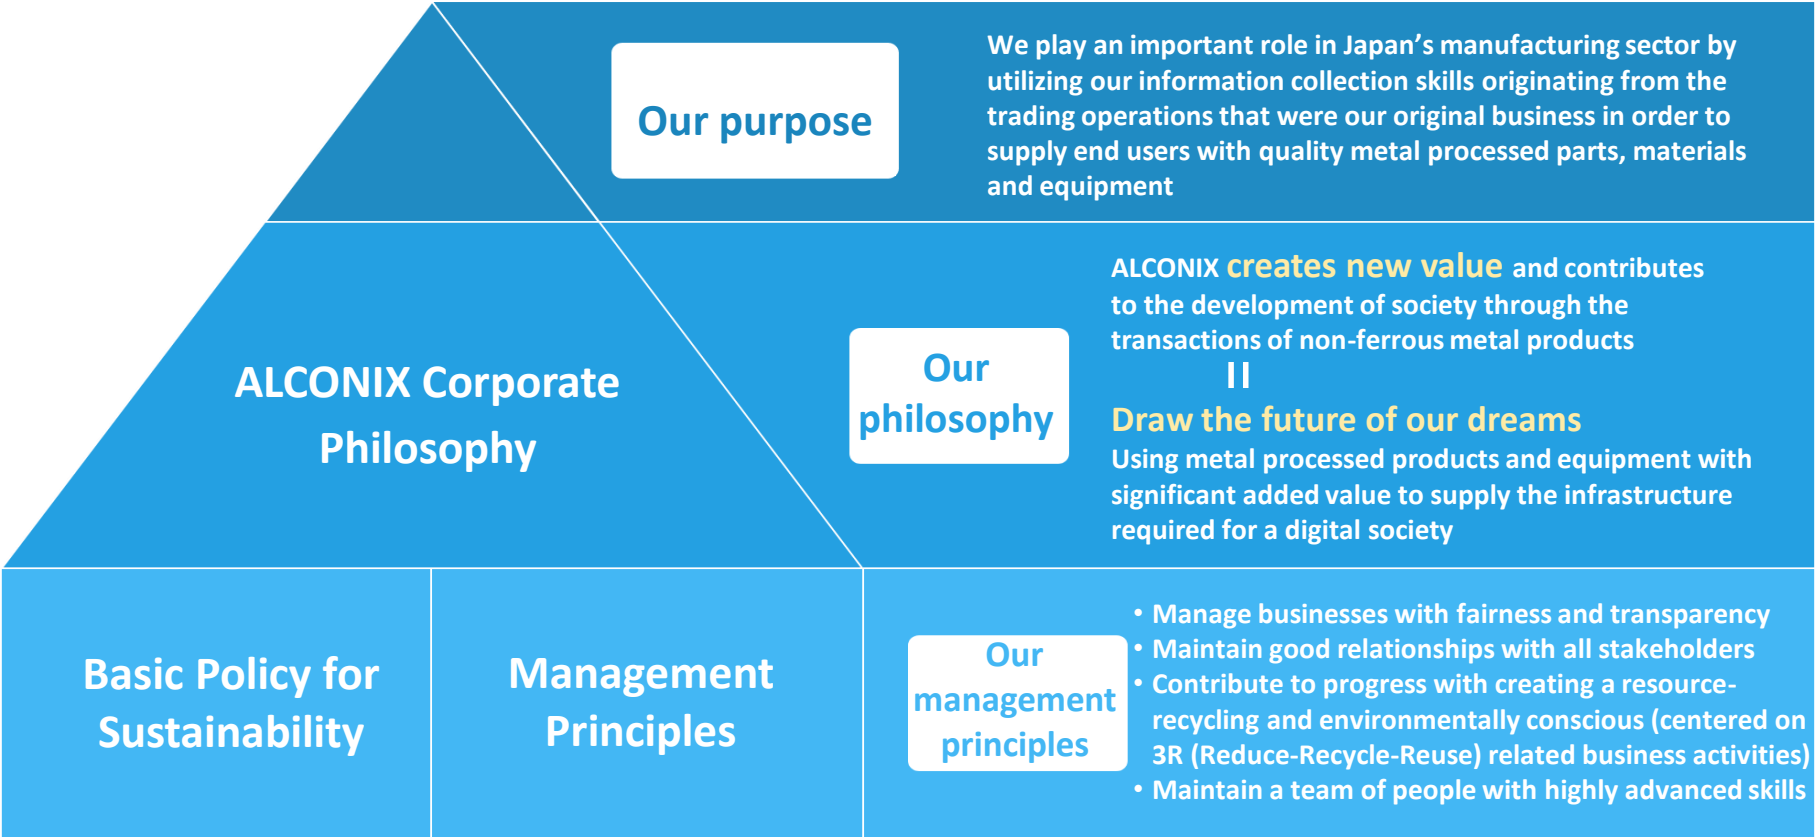 Our purpose
We play an important role in Japan’s manufacturing sector by
utilizing our information collection skills originating from the
trading operations that were our original business in order to
supply end users with quality metal processed parts, materials
and equipment
ALCONIX Corporate
Philosophy
Our
philosophy
ALCONIX creates new value and contributes
to the development of society through the
transactions of non-ferrous metal products
=
Draw the future of our dreams
Using metal processed products and equipment with
significant added value to supply the infrastructure
required for a digital society
Basic Policy for
Sustainability
Management
Principles
Our
management
principles
• Manage businesses with fairness and transparency
• Maintain good relationships with all stakeholders
• Contribute to progress with creating a resource-
recycling and environmentally conscious (centered on
3R (Reduce-Recycle-Reuse) related business activities)
• Maintain a team of people with highly advanced skills